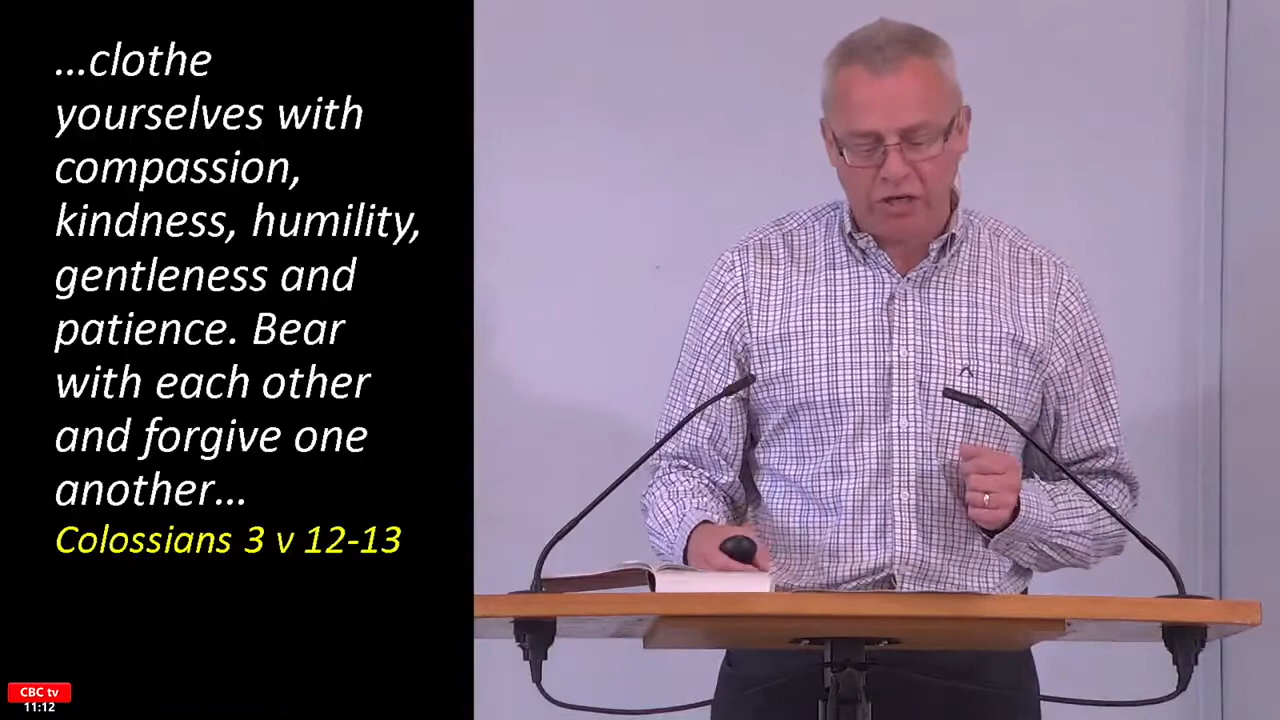 ...clothe
yourselves with
compassion,
kindness, humility,
gentleness and
patience. Bear
with each other
and forgive one
another...
Colossians 3 v 12-13
CBC tv
11:12